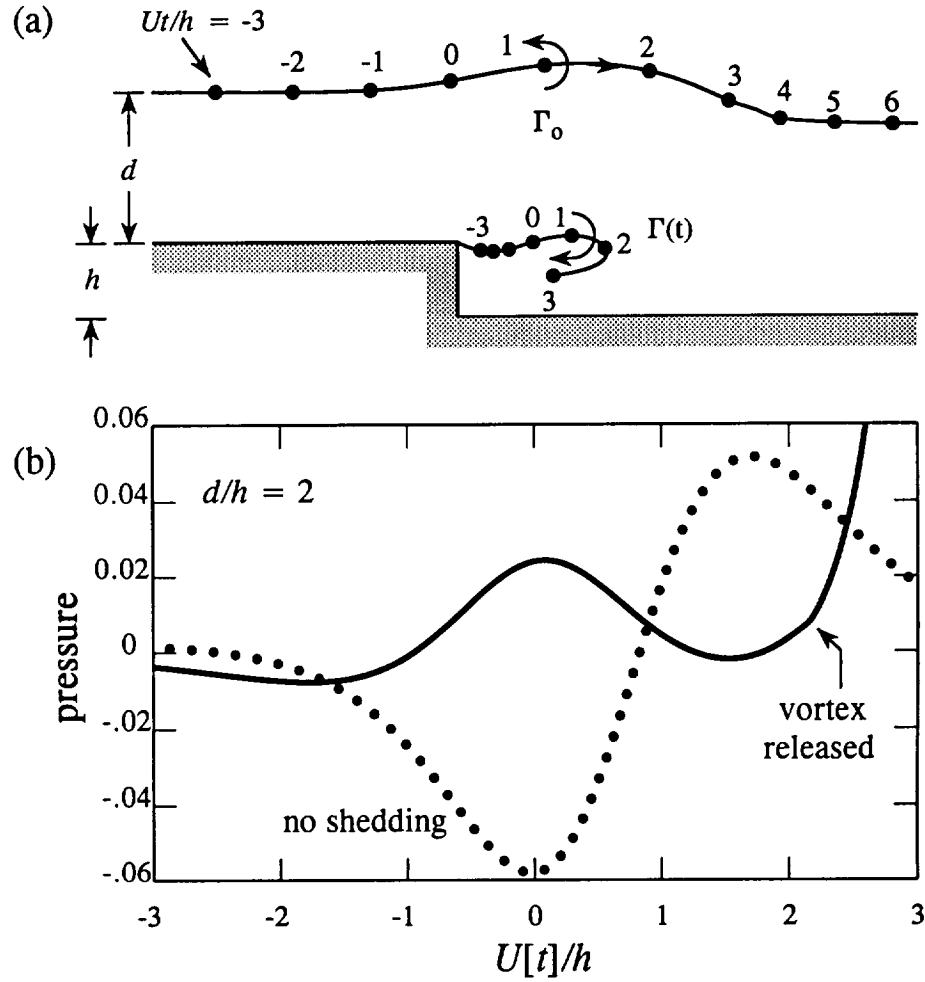 (a)
Ut/h = -3
-2
-1
0
1
2
3
4
5
6
Γo
d
h
-3
0
1
2
3
Γ(t)
(b)
0.06
0.04
0.02
0
-.02
-.04
-.06
pressure
d/h = 2
no shedding
vortex
released
-3
-2
-1
0
1
2
3
U[t]/h